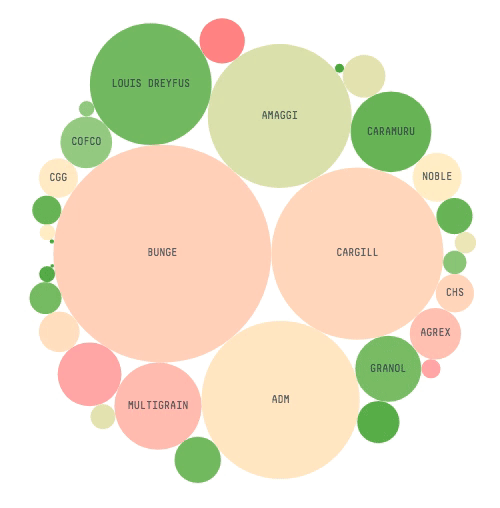 LOUIS DREYFUS
AMAGGI
CARAMURU
COFCO
CGG
NOBLE
BUNGE
CARGILL
CHS
AGREX
GRANOL
ADM
MULTIGRAIN